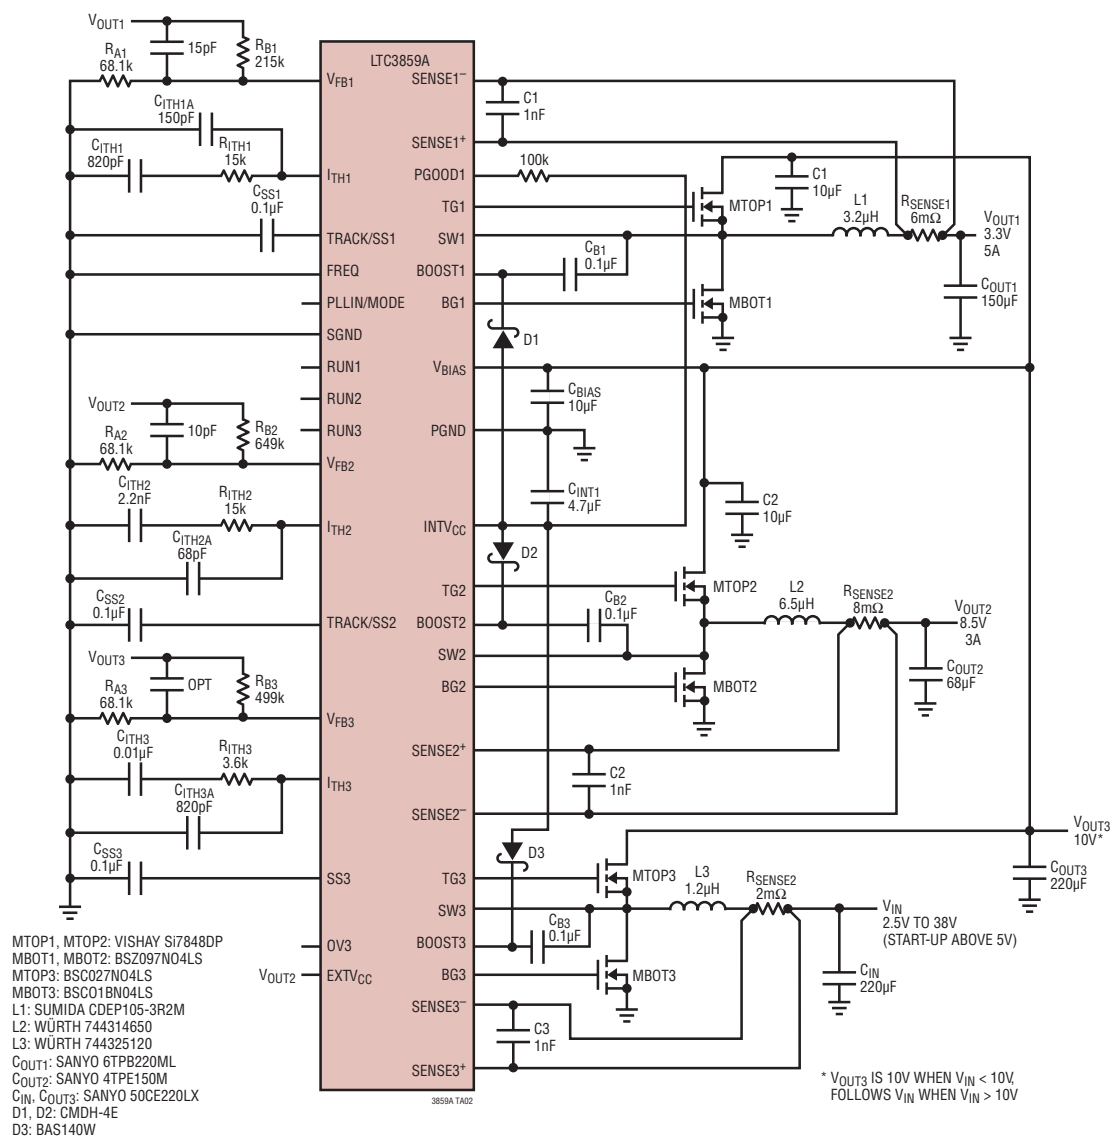 VOUT1
15pF
RB1
215k
RA1
68.1k
CITH1A
150pF
CITH1
820pF
RITH1
15k
CSS1
0.1µF
VOUT2
10pF
RB2
649k
RA2
68.1k
CITH2
2.2nF
RITH2
15k
CITH2A
68pF
CSS2
0.1µF
VOUT3
OPT
RB3
499k
RA3
68.1k
CITH3
0.01µF
RITH3
3.6k
CITH3A
820pF
CSS3
0.1µF
VOUT2
LTC3859A
VFB1
ITH1
TRACK/SS1
FREQ
PLLIN/MODE
SGND
RUN1
RUN2
RUN3
VFB2
ITH2
TRACK/SS2
VFB3
ITH3
SS3
OV3
EXTVCC
SENSE1–
SENSE1+
PGOOD1
TG1
SW1
BOOST1
BG1
VBIAS
PGND
INTVCC
TG2
BOOST2
SW2
BG2
SENSE2+
SENSE2–
TG3
SW3
BOOST3
BG3
SENSE3–
SENSE3+
C1
1nF
100k
C1
10µF
MTOP1
L1
3.2µH
RSENSE1
6mΩ
VOUT1
3.3V
5A
CB1
0.1µF
MBOT1
COUT1
150µF
D1
CBIAS
10µF
CINT1
4.7µF
C2
10µF
D2
MTOP2
L2
6.5µH
RSENSE2
8mΩ
VOUT2
8.5V
3A
CB2
0.1µF
MBOT2
COUT2
68µF
C2
1nF
VOUT3
10V*
D3
MTOP3
L3
1.2µH
RSENSE2
2mΩ
COUT3
220µF
VIN
2.5V TO 38V
(START-UP ABOVE 5V)
CB3
0.1µF
MBOT3
CIN
220µF
C3
1nF
MTOP1, MTOP2: VISHAY Si7848DP
MBOT1, MBOT2: BSZ097NO4LS
MTOP3: BSC027NO4LS
MBOT3: BSCO1BN04LS
L1: SUMIDA CDEP105-3R2M
L2: WÜRTH 744314650
L3: WÜRTH 744325120
COUT1: SANYO 6TPB220ML
COUT2: SANYO 4TPE150M
CIN, COUT3: SANYO 50CE220LX
D1, D2: CMDH-4E
D3: BAS140W
* VOUT3 IS 10V WHEN VIN < 10V,
FOLLOWS VIN WHEN VIN > 10V
3859A TA02